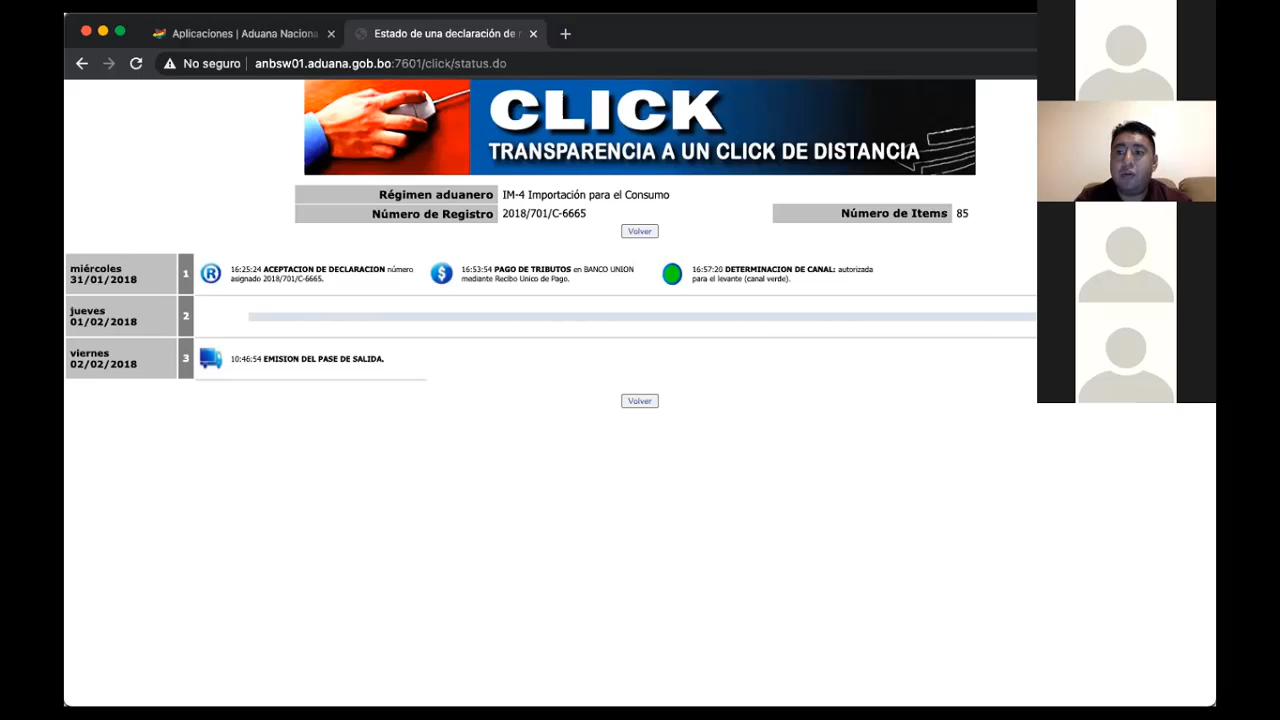 Aplicaciones | Aduana Naciona
Estado de una declaración de r
No seguro
anbsw01.aduana.gob.bo:7601/click/status.do
CLICK
TRANSPARENCIA A UN CLICK DE DISTANCIA
Régimen aduanero IM-4 Importación para el Consumo
Número de Registro 2018/701/C-6665 Número de Items 85
Volver
miércoles
31/01/2018
1
R
16:25:24 ACEPTACION DE DECLARACION número
asignado 2018/701/C-6665.
$
16:53:54 PAGO DE TRIBUTOS en BANCO UNION
mediante Recibo Unico de Pago.
16:57:20 DETERMINACION DE CANAL: autorizada
para el levante (canal verde).
jueves
01/02/2018
2
viernes
02/02/2018
3
10:46:54 EMISION DEL PASE DE SALIDA.
Volver